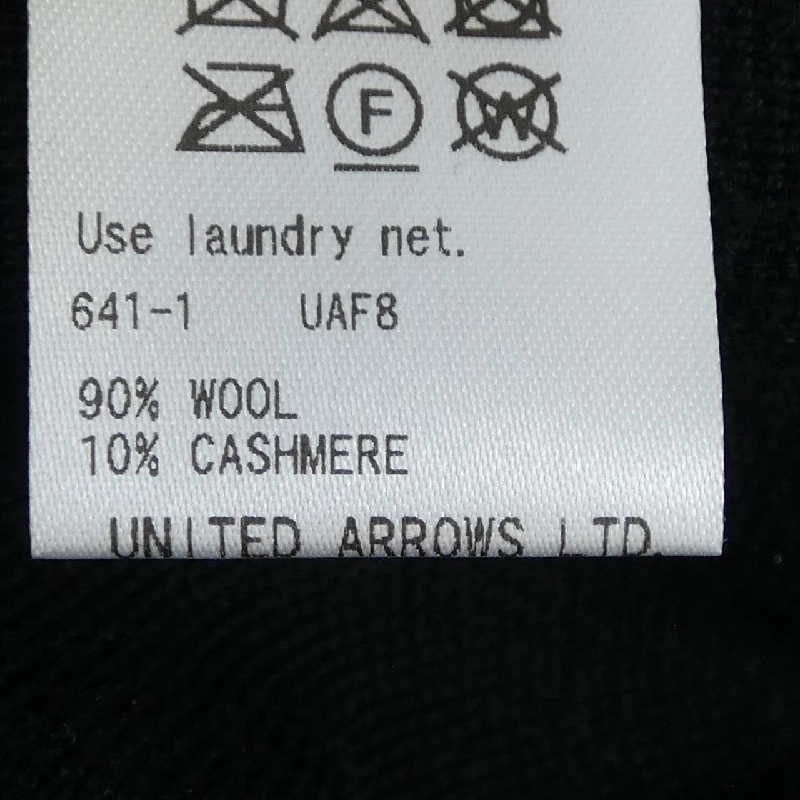 F W
Use laundry net.
641-1 UAF8
90% WOOL
10% CASHMERE
UNITED ARROWS LTD.